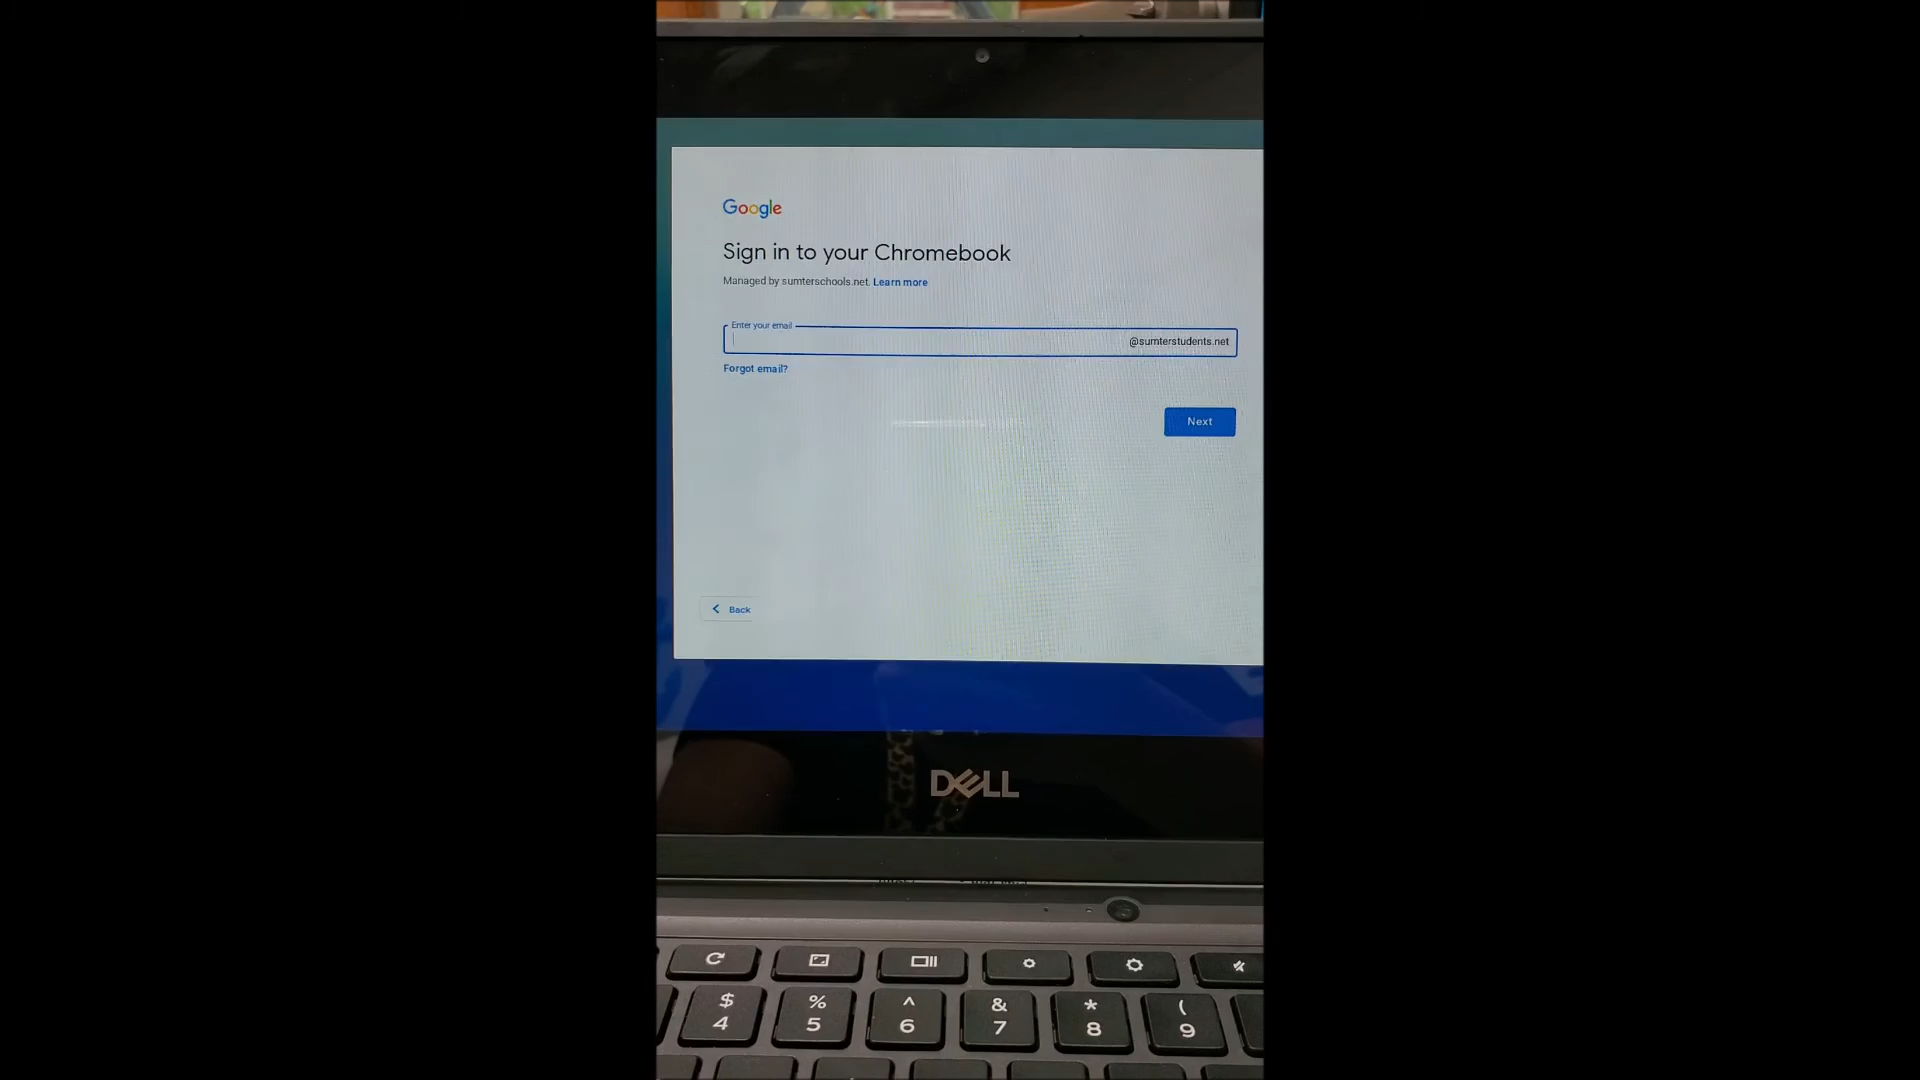 Google
Sign in to your Chromebook
Managed by sumterschools.net. Learn more
Enter your email
@sumterstudents.net
Forgot email?
Next
Back
DELL
$ % ^ & * (
4 5 6 7 8 9